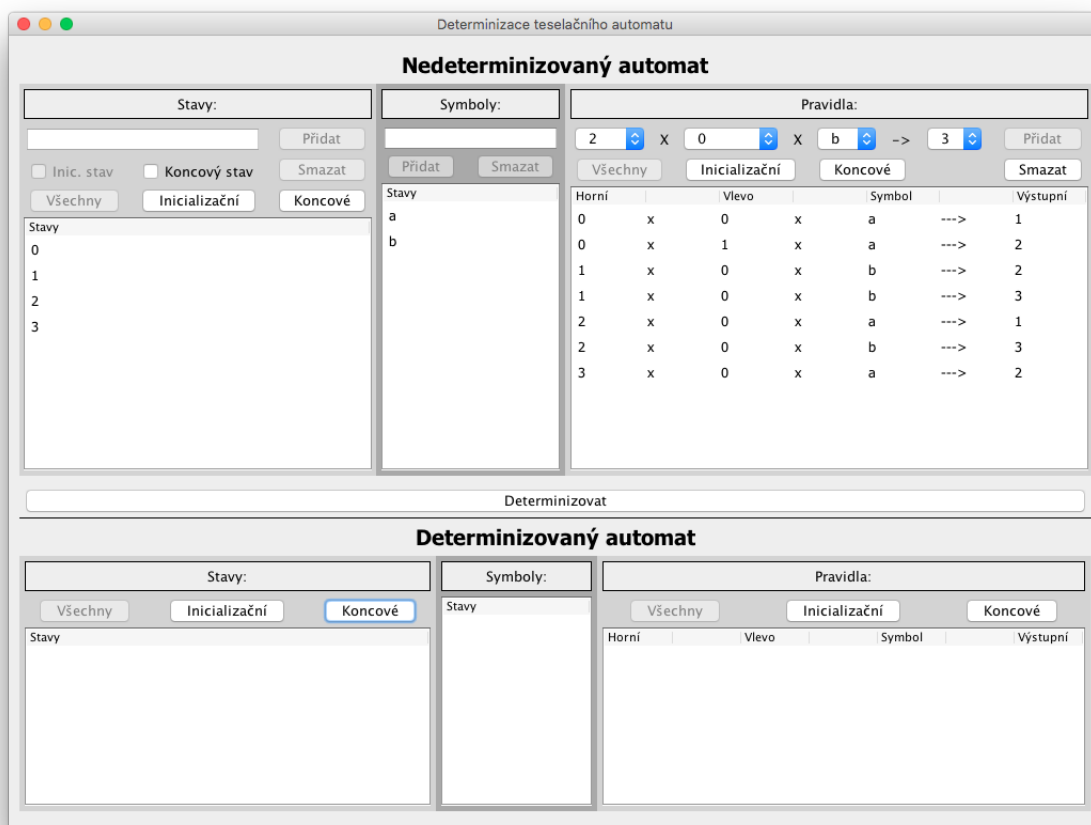 Determinizace teselačního automatu
Nedeterminizovaný automat
Stavy:
Přidat
Inic. stav Koncový stav Smazat
Všechny Inicializační Koncové
Stavy
0
1
2
3
Symboly:
Přidat Smazat
Stavy
a
b
Pravidla:
2 X 0 X b -> 3 Přidat
Všechny Inicializační Koncové Smazat
Horní Vlevo Symbol Výstupní
0 x 0 x a ---> 1
0 x 1 x a ---> 2
1 x 0 x b ---> 2
1 x 0 x b ---> 3
2 x 0 x a ---> 1
2 x 0 x b ---> 3
3 x 0 x a ---> 2
Determinizovat
Determinizovaný automat
Stavy:
Všechny Inicializační Koncové
Stavy
Symboly:
Stavy
Pravidla:
Všechny Inicializační Koncové
Horní Vlevo Symbol Výstupní